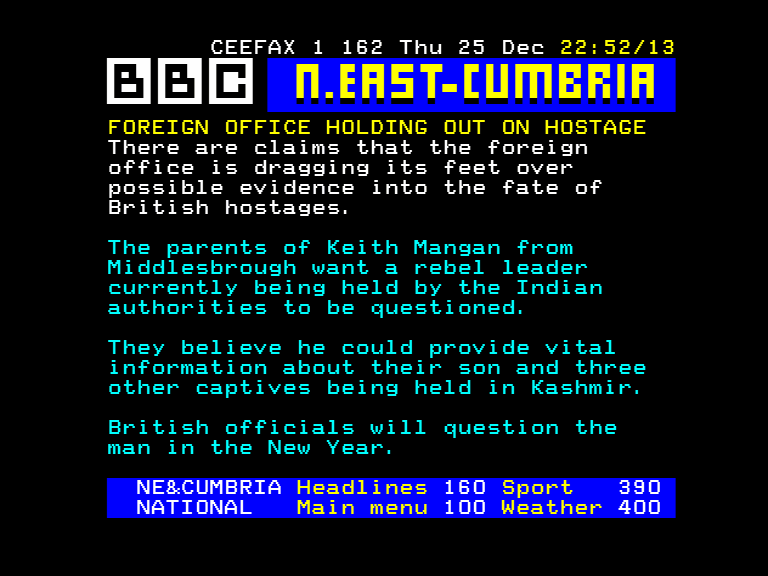 CEEFAX 1 162 Thu 25 Dec 22:52/13
BBC N.EAST-CUMBRIA
FOREIGN OFFICE HOLDING OUT ON HOSTAGE
There are claims that the foreign
office is dragging its feet over
possible evidence into the fate of
British hostages.
The parents of Keith Mangan from
Middlesbrough want a rebel leader
currently being held by the Indian
authorities to be questioned.
They believe he could provide vital
information about their son and three
other captives being held in Kashmir.
British officials will question the
man in the New Year.
NE&CUMBRIA Headlines 160 Sport 390
NATIONAL Main menu 100 Weather 400